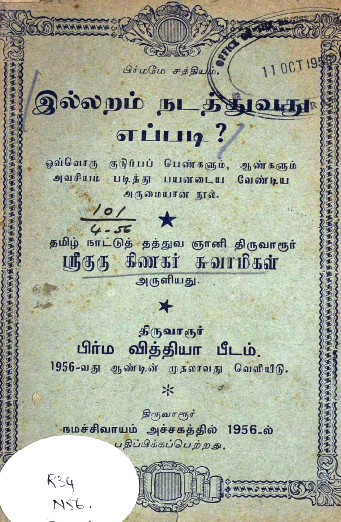 பிர்மமே சத்தியம்.
11 OCT 195
இல்லறம் நடத்துவது
எப்படி ?
ஒவ்வொரு குடும்பப் பெண்களும், ஆண்களும்
அவசியம் படித்து பயனடைய வேண்டிய
அருமையான நூல்.
101
4-56
தமிழ் நாட்டுத் தத்துவ ஞானி திருவாரூர்
ஸ்ரீகுரு கிணகர் சுவாமிகள்
அருளியது.
திருவாரூர்
பிர்ம வித்தியா பீடம்.
1956-வது ஆண்டின் முதலாவது வெளியீடு.
திருவாரூர்
நமச்சிவாயம் அச்சகத்தில் 1956-ல்
பதிப்பிக்கப்பெற்றது.
R34
N56.